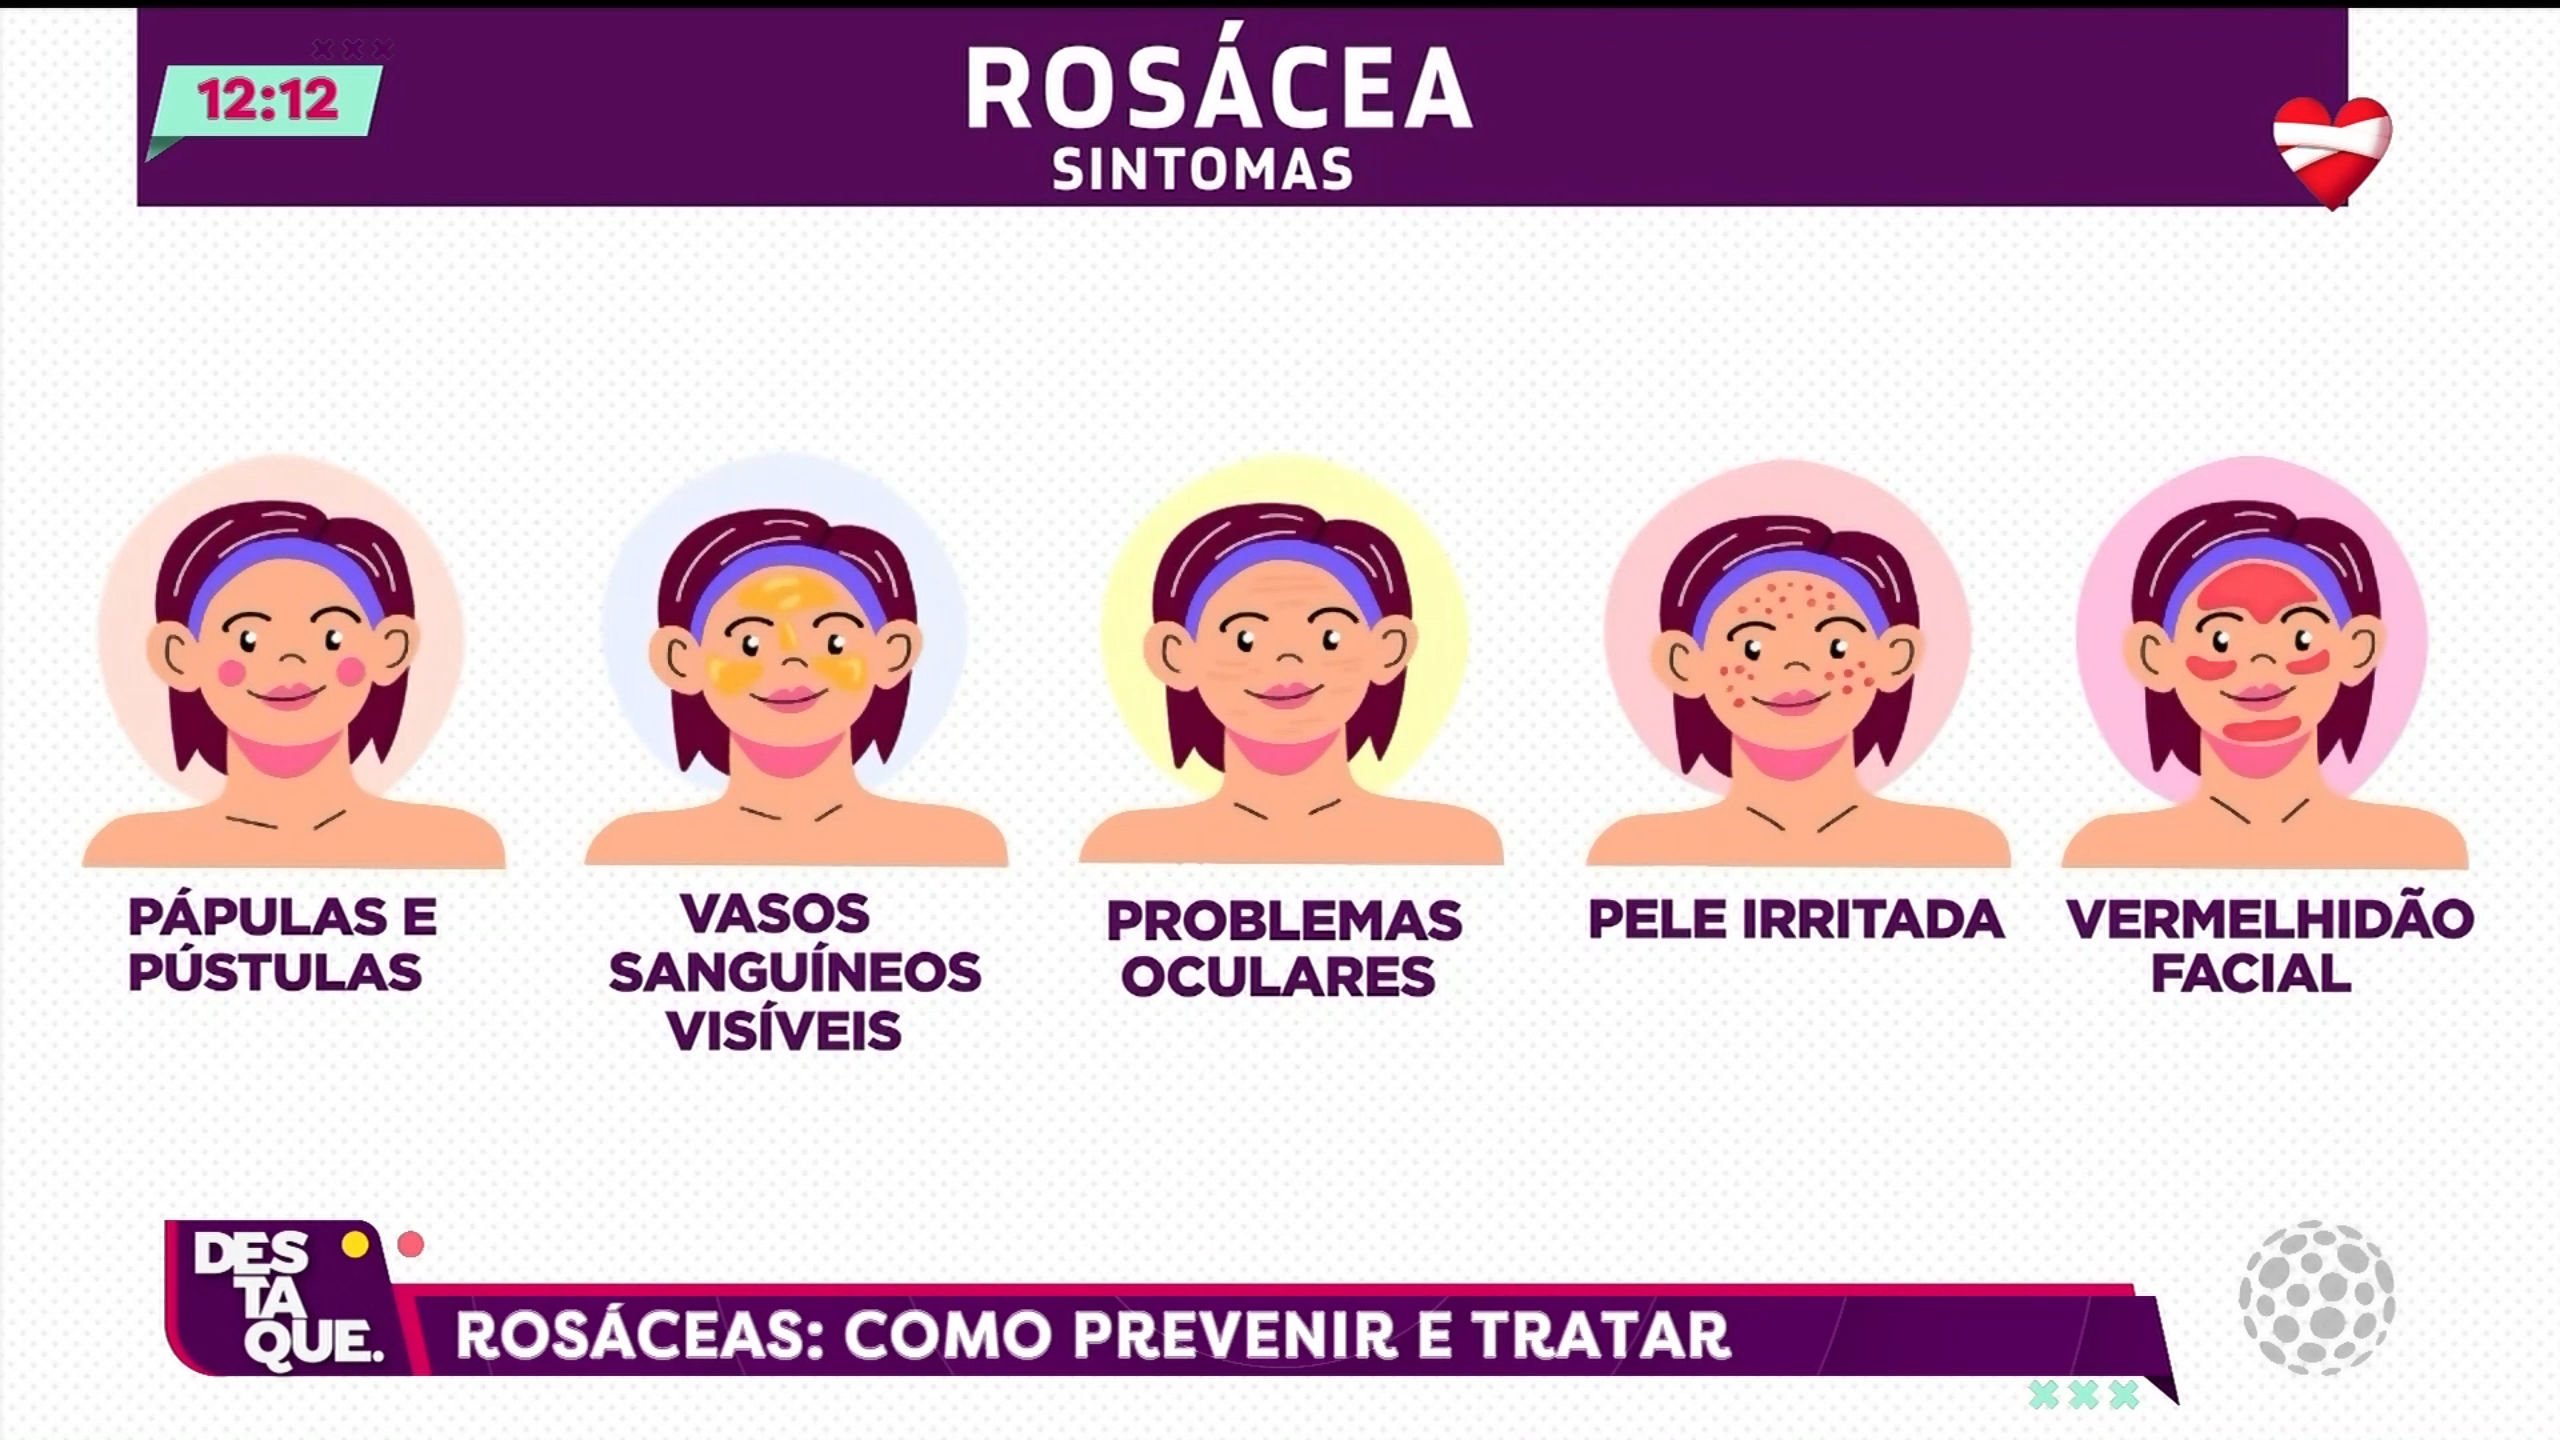 ROSÁCEA
12:12
SINTOMAS
PÁPULAS E
PÚSTULAS
VASOS
SANGUÍNEOS
VISÍVEIS
PROBLEMAS
OCULARES
PELE IRRITADA
VERMELHIDÃO
FACIAL
DES
TA
QUE.
ROSÁCEAS: COMO PREVENIR E TRATAR